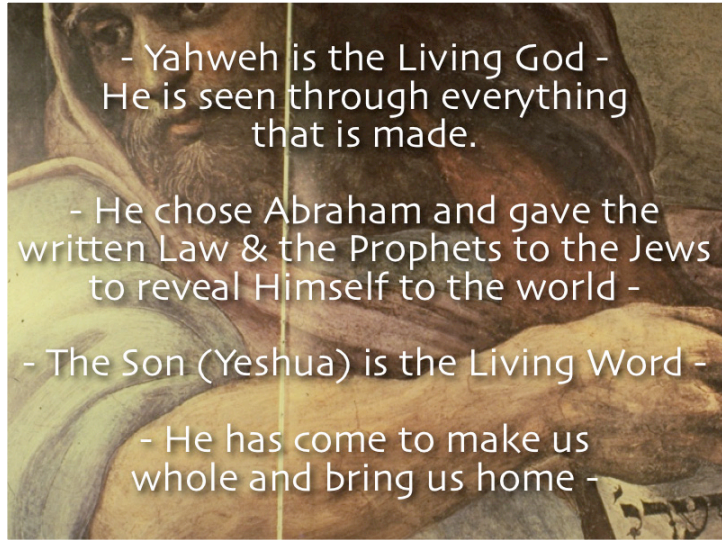 - Yahweh is the Living God -
He is seen through everything
that is made.
- He chose Abraham and gave the
written Law & the Prophets to the Jews
to reveal Himself to the world -
- The Son (Yeshua) is the Living Word -
- He has come to make us
whole and bring us home -